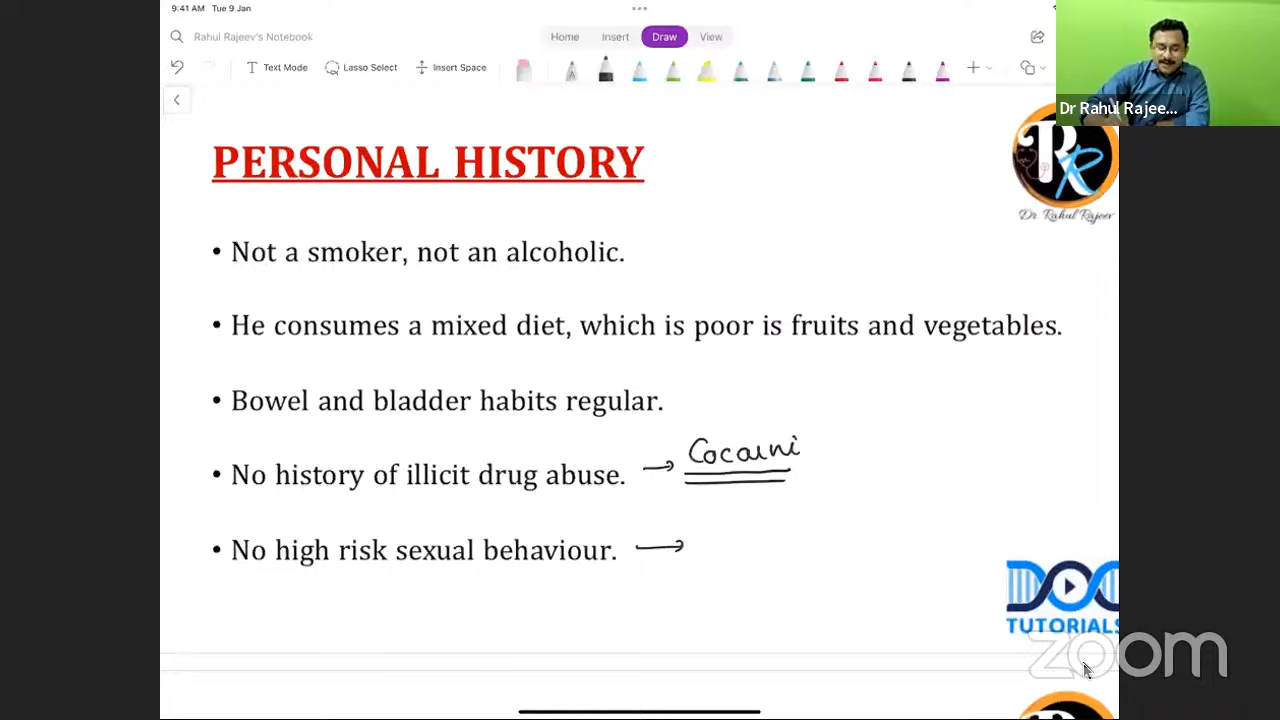 9:41 AM Tue 9 Jan
Rahul Rajeev's Notebook
Home Insert Draw View
Text Mode Lasso Select Insert Space
Dr Rahul Rajee...
PERSONAL HISTORY
Dr. Rahul Rajeev
• Not a smoker, not an alcoholic.
• He consumes a mixed diet, which is poor is fruits and vegetables.
• Bowel and bladder habits regular.
Cocaini
• No history of illicit drug abuse. →
• No high risk sexual behaviour. →
TUTORIALS
zoom